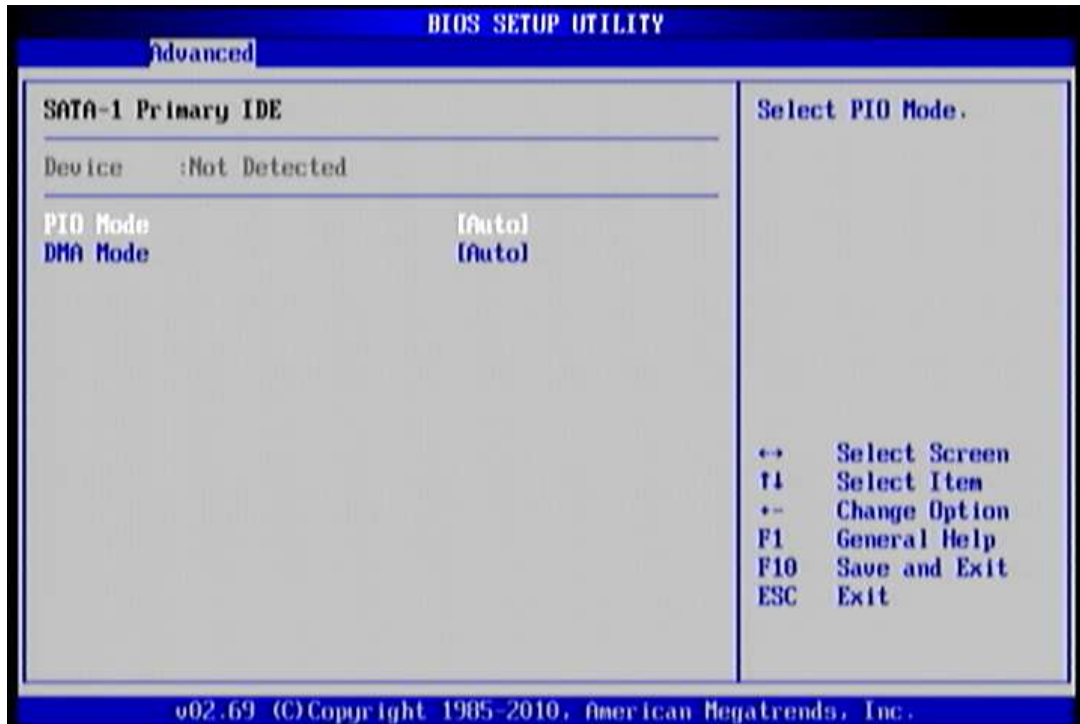 BIOS SETUP UTILITY
Advanced
SATA-1 Primary IDE
Device :Not Detected
PIO Mode [Auto]
DMA Mode [Auto]
Select PIO Mode.
↔ Select Screen
↑↓ Select Item
+- Change Option
F1 General Help
F10 Save and Exit
ESC Exit
v02.69 (C)Copyright 1985-2010, American Megatrends, Inc.